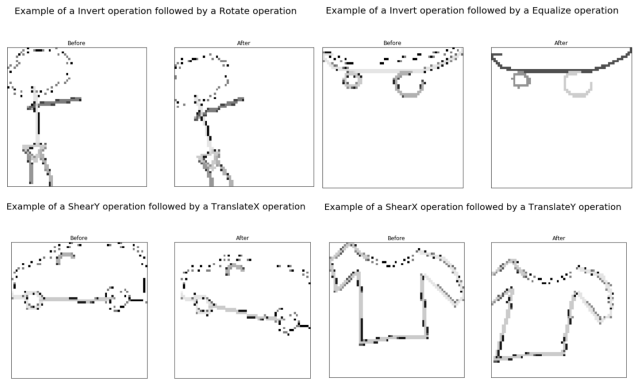 Example of a Invert operation followed by a Rotate operation
Before
After
Example of a Invert operation followed by a Equalize operation
Before
After
Example of a ShearY operation followed by a TranslateX operation
Before
After
Example of a ShearX operation followed by a TranslateY operation
Before
After